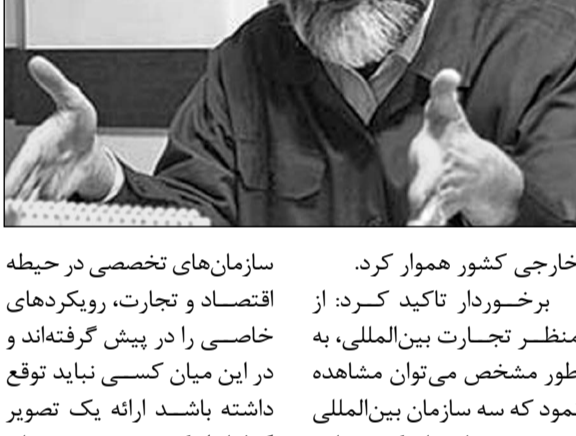 خارجی کشور هموار کرد.
برخوردار تاکید کرد: از
منظر تجارت بین‌المللی، به
طور مشخص می‌توان مشاهده
نمود که سه سازمان بین‌المللی
سازمان‌های تخصصی در حیطه
اقتصاد و تجارت، رویکردهای
خاصی را در پیش گرفته‌اند و
در این میان کسی نباید توقع
داشته باشد ارائه یک تصویر